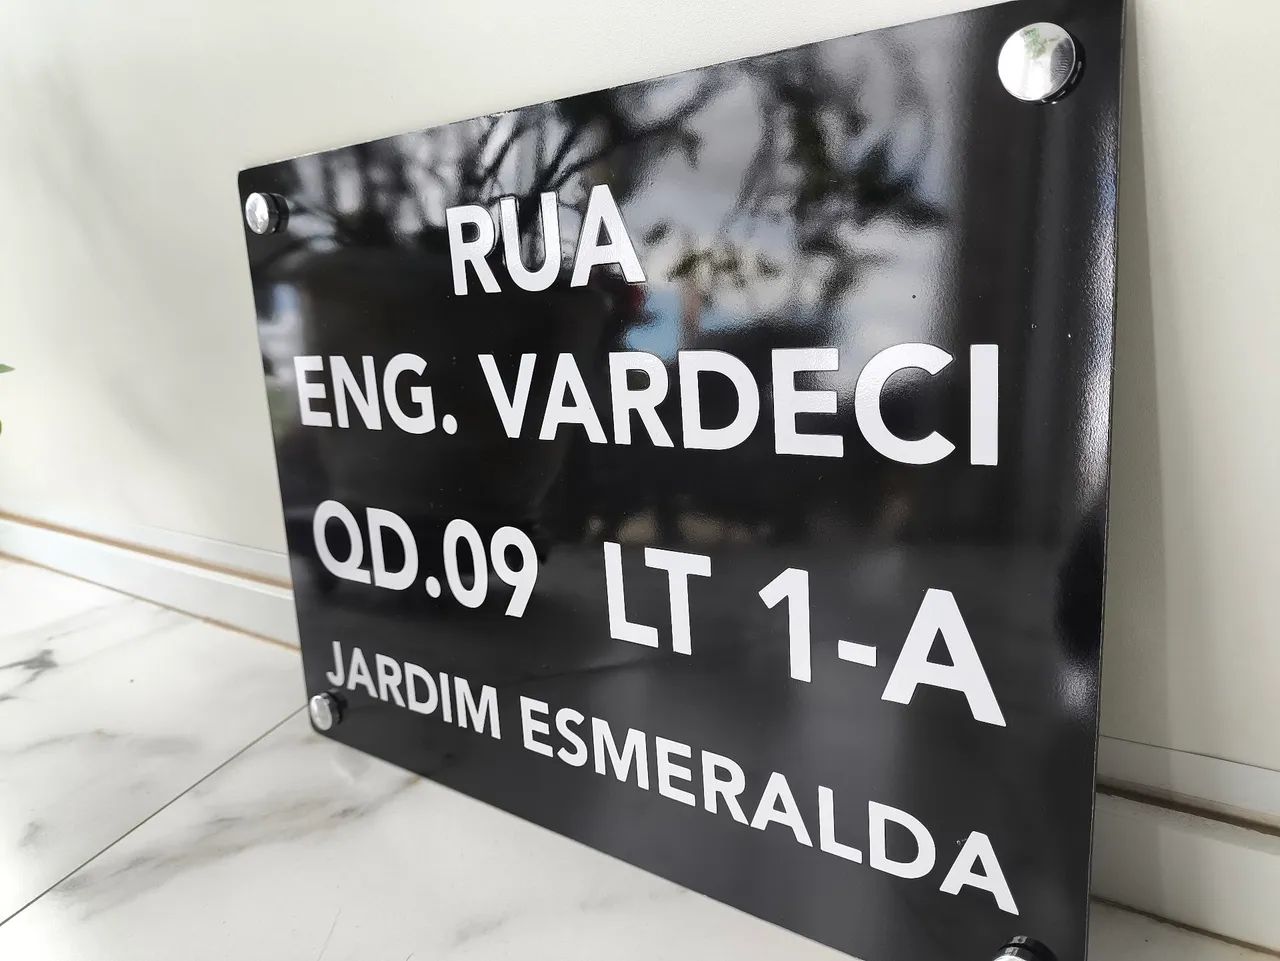 RUA
ENG. VARDECI
QD.09 LT 1-A
JARDIM ESMERALDA